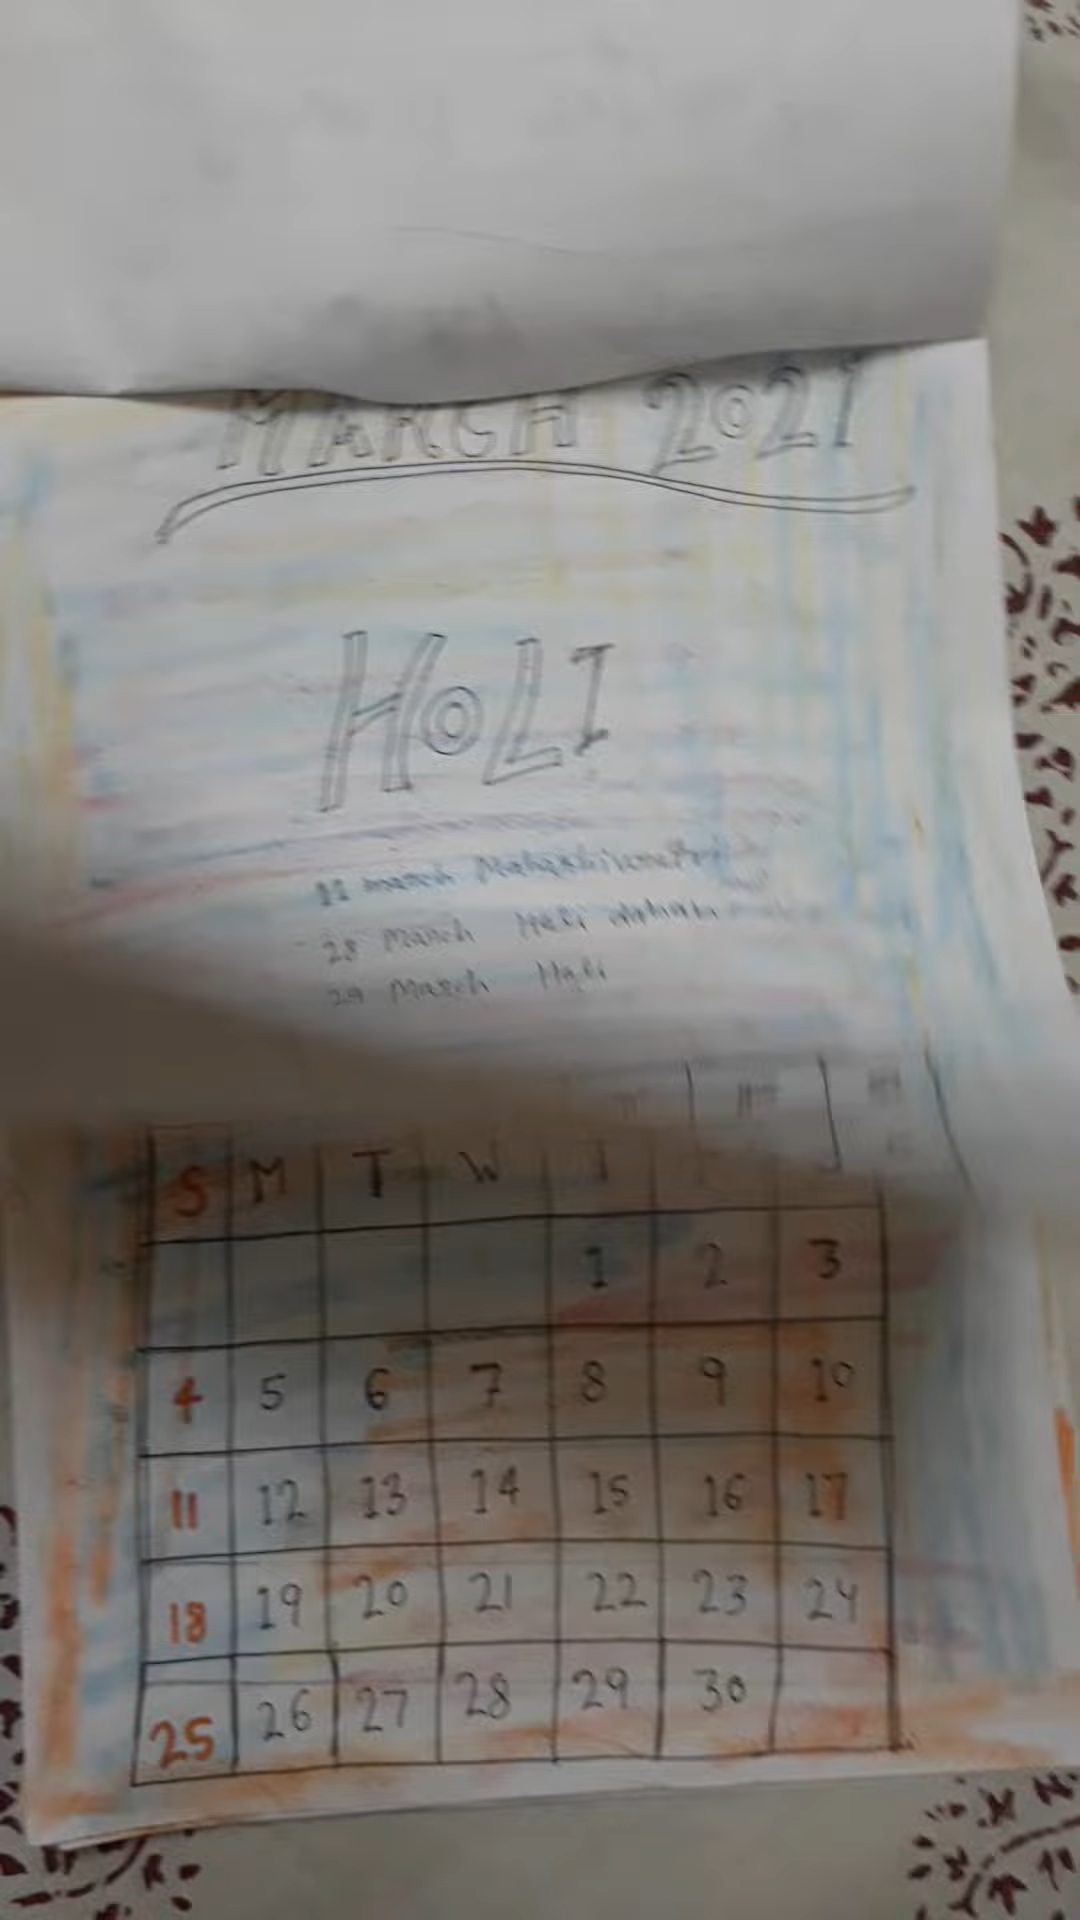 MARCH 2021
HOLI
11 march
28 March Holi
29 March Holi
S M T W
1 2 3
4 5 6 7 8 9 10
11 12 13 14 15 16 17
18 19 20 21 22 23 24
25 26 27 28 29 30